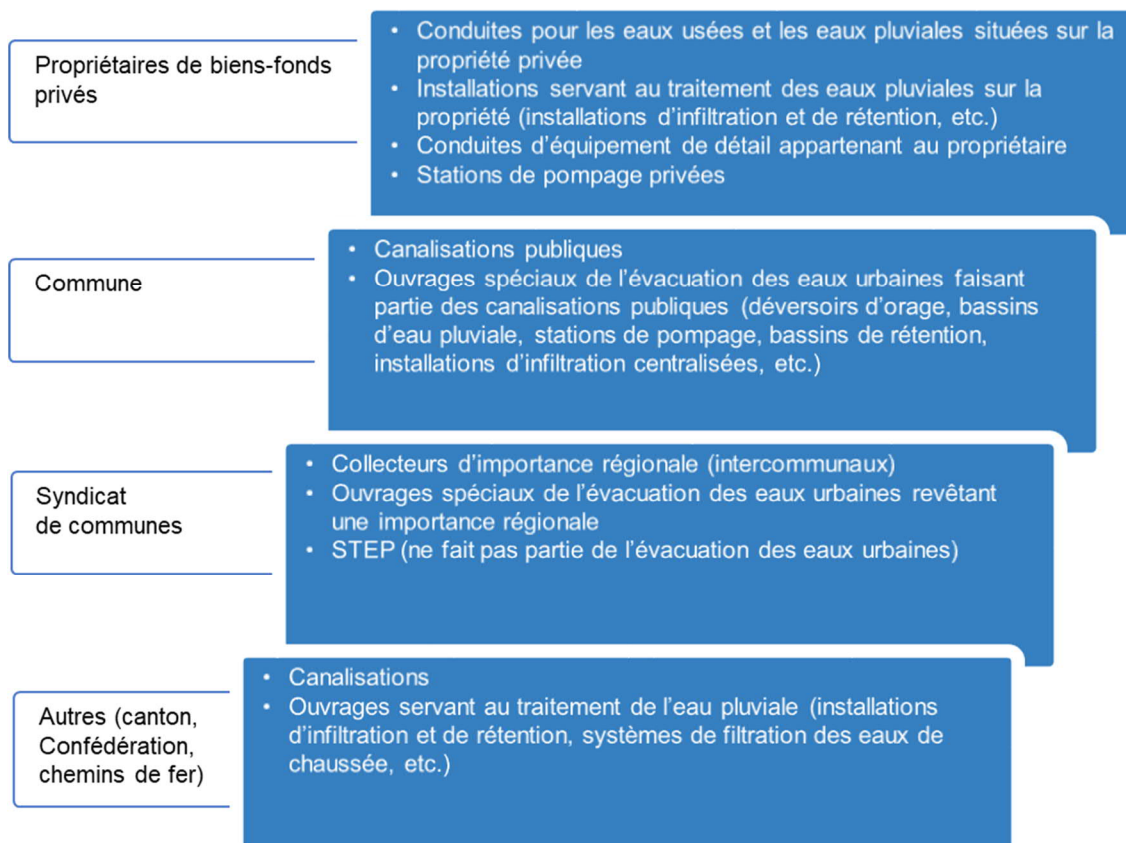 Propriétaires de biens-fonds
privés
• Conduites pour les eaux usées et les eaux pluviales situées sur la
propriété privée
• Installations servant au traitement des eaux pluviales sur la
propriété (installations d'infiltration et de rétention, etc.)
• Conduites d'équipement de détail appartenant au propriétaire
• Stations de pompage privées
Commune
• Canalisations publiques
• Ouvrages spéciaux de l'évacuation des eaux urbaines faisant
partie des canalisations publiques (déversoirs d'orage, bassins
d'eau pluviale, stations de pompage, bassins de rétention,
installations d'infiltration centralisées, etc.)
Syndicat
de communes
• Collecteurs d'importance régionale (intercommunaux)
• Ouvrages spéciaux de l'évacuation des eaux urbaines revêtant
une importance régionale
• STEP (ne fait pas partie de l'évacuation des eaux urbaines)
Autres (canton,
Confédération,
chemins de fer)
• Canalisations
• Ouvrages servant au traitement de l'eau pluviale (installations
d'infiltration et de rétention, systèmes de filtration des eaux de
chaussée, etc.)